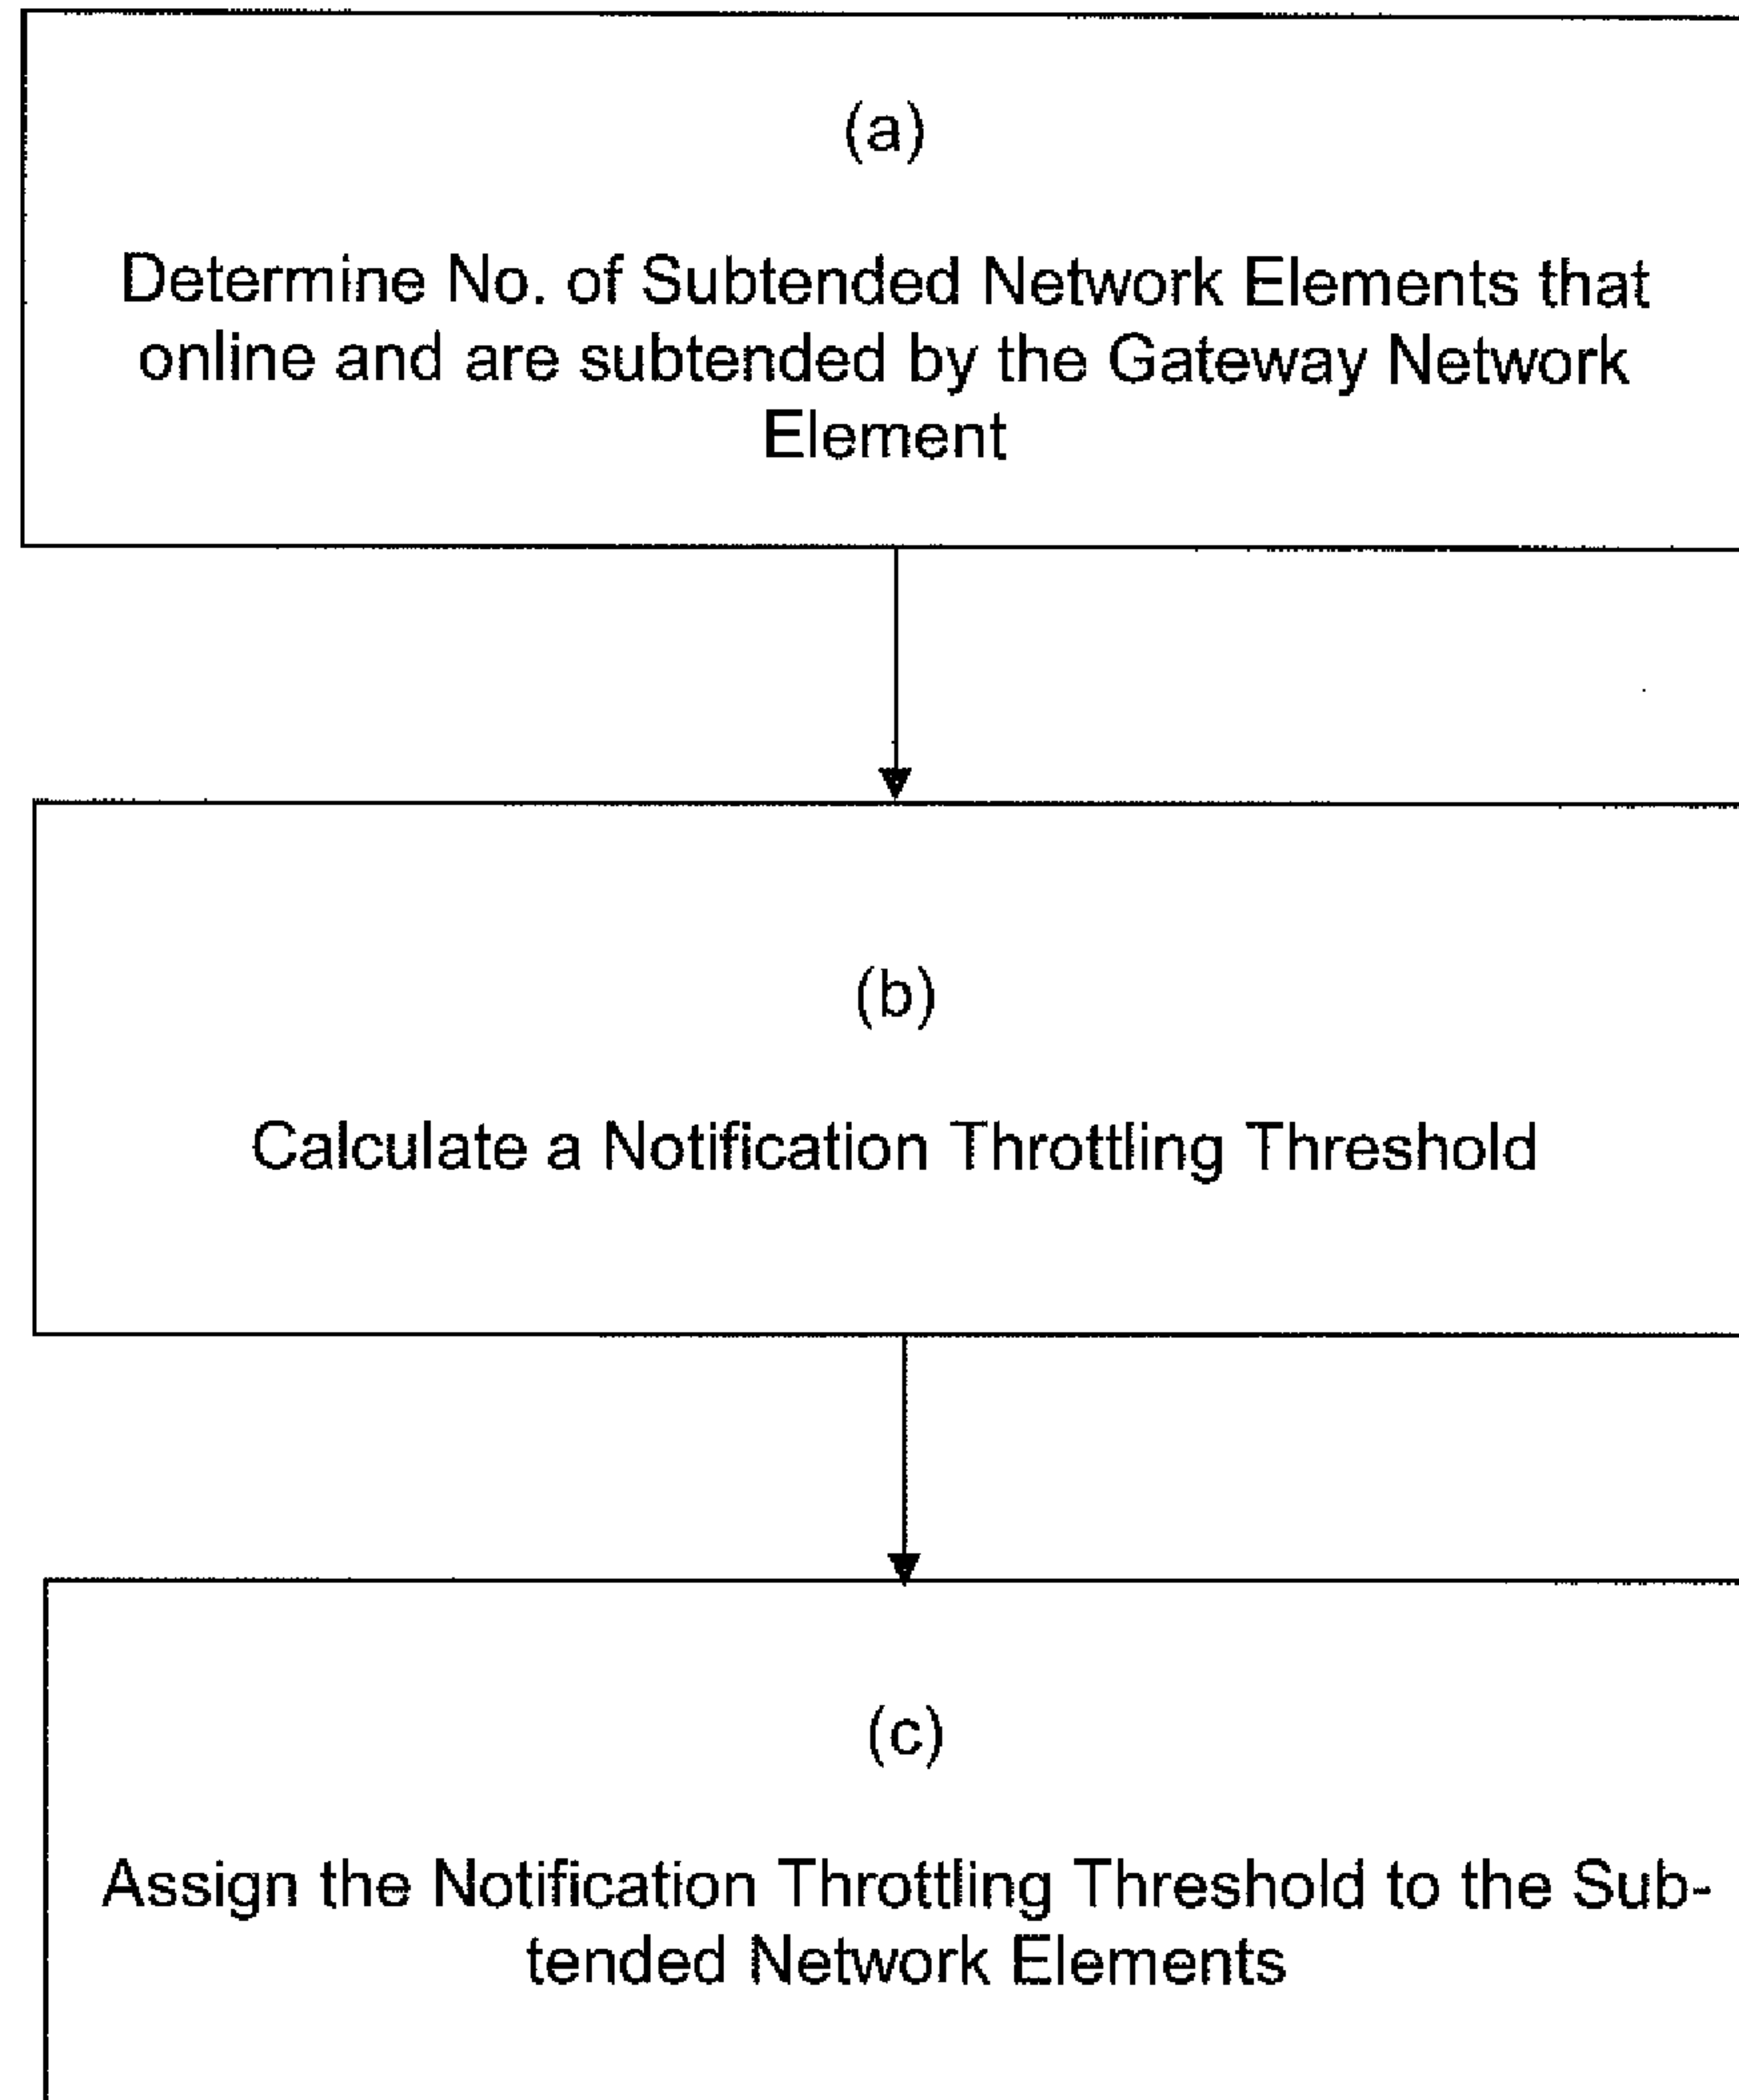 (a)
Determine No. of Subtended Network Elements that
online and are subtended by the Gateway Network
Element
(b)
Calculate a Notification Throttling Threshold
(c)
Assign the Notification Throttling Threshold to the Sub-
tended Network Elements